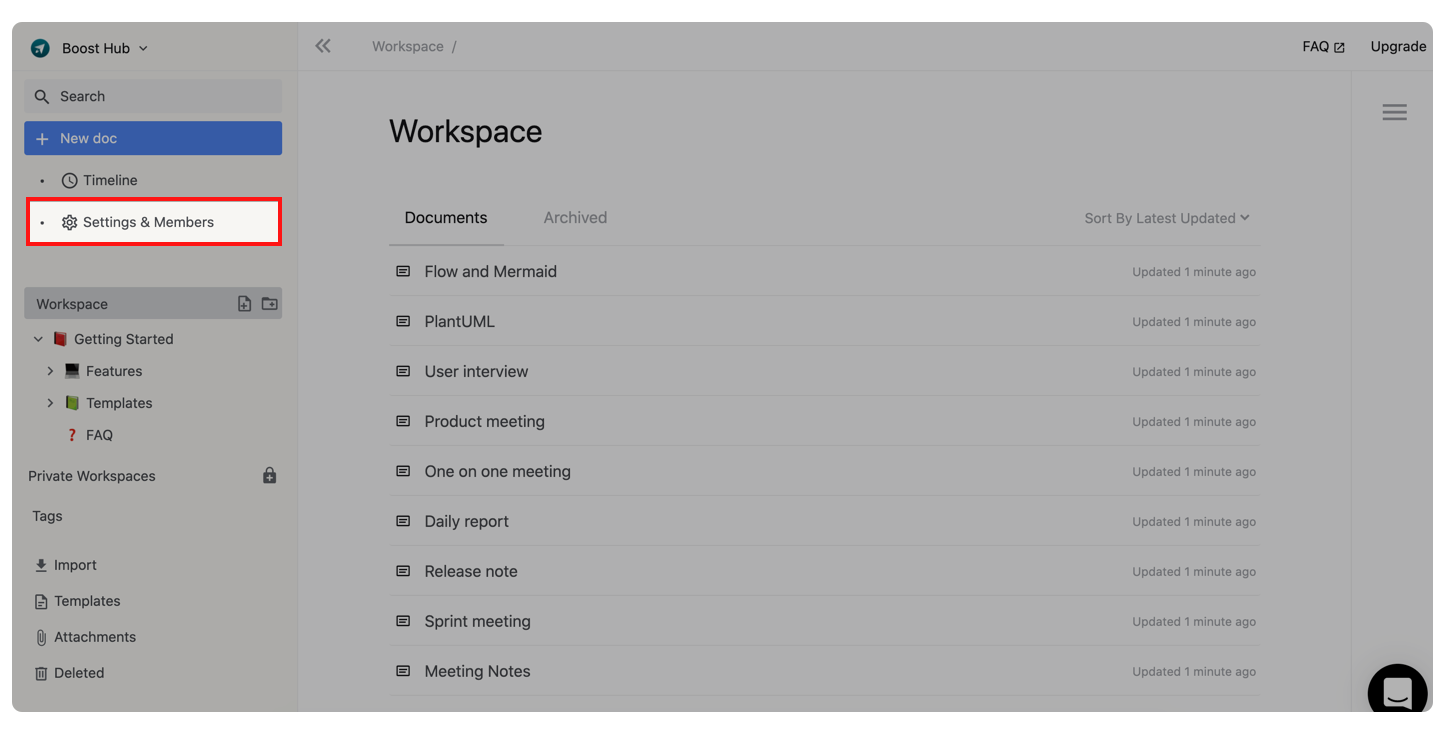 Boost Hub
Search
New doc
Timeline
Settings & Members
Workspace
Getting Started
Features
Templates
FAQ
Private Workspaces
Tags
Import
Templates
Attachments
Deleted
Workspace /
FAQ
Upgrade
Workspace
Documents Archived Sort By Latest Updated
Flow and Mermaid Updated 1 minute ago
PlantUML Updated 1 minute ago
User interview Updated 1 minute ago
Product meeting Updated 1 minute ago
One on one meeting Updated 1 minute ago
Daily report Updated 1 minute ago
Release note Updated 1 minute ago
Sprint meeting Updated 1 minute ago
Meeting Notes Updated 1 minute ago